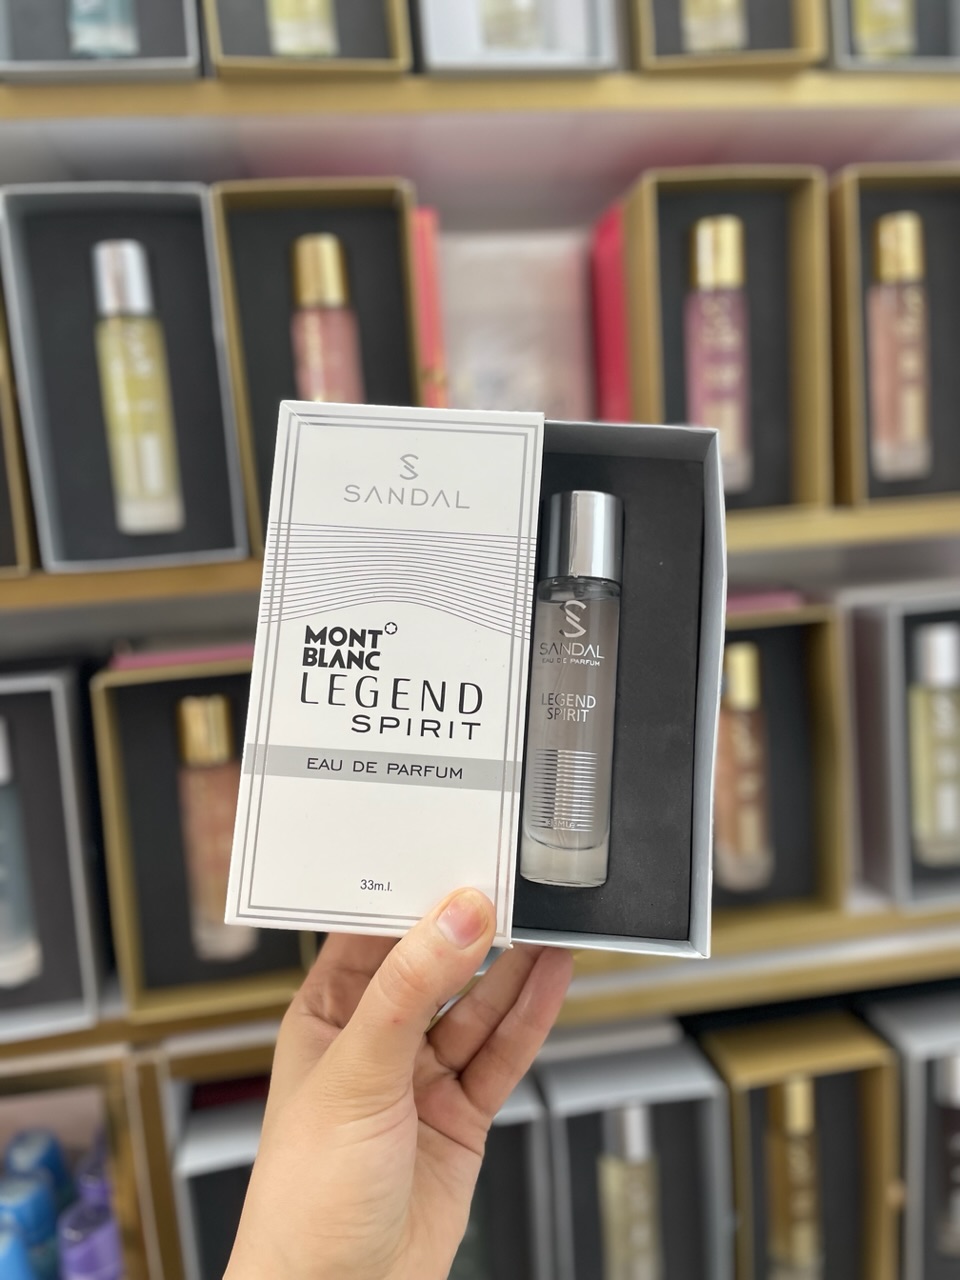 SANDAL
MONT
BLANC
LEGEND
SPIRIT
EAU DE PARFUM
33m.l.
SANDAL
EAU DE PARFUM
LEGEND
SPIRIT